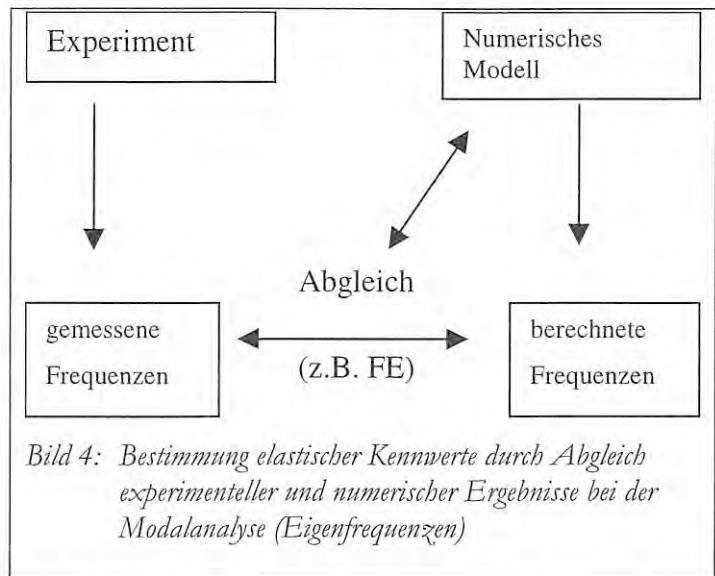 Experiment
Numerisches
Modell
Abgleich
gemessene
Frequenzen
(z.B. FE)
berechnete
Frequenzen
Bild 4: Bestimmung elastischer Kennwerte durch Abgleich
experimenteller und numerischer Ergebnisse bei der
Modalanalyse (Eigenfrequenzen)